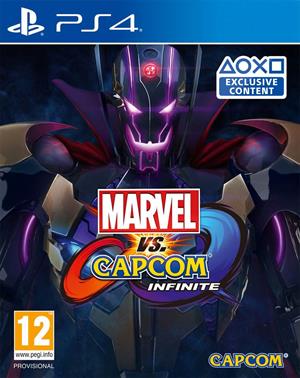 PS4
EXCLUSIVE
CONTENT
MARVEL
VS.
CAPCOM
INFINITE
12
www.pegi.info
PROVISIONAL
CAPCOM